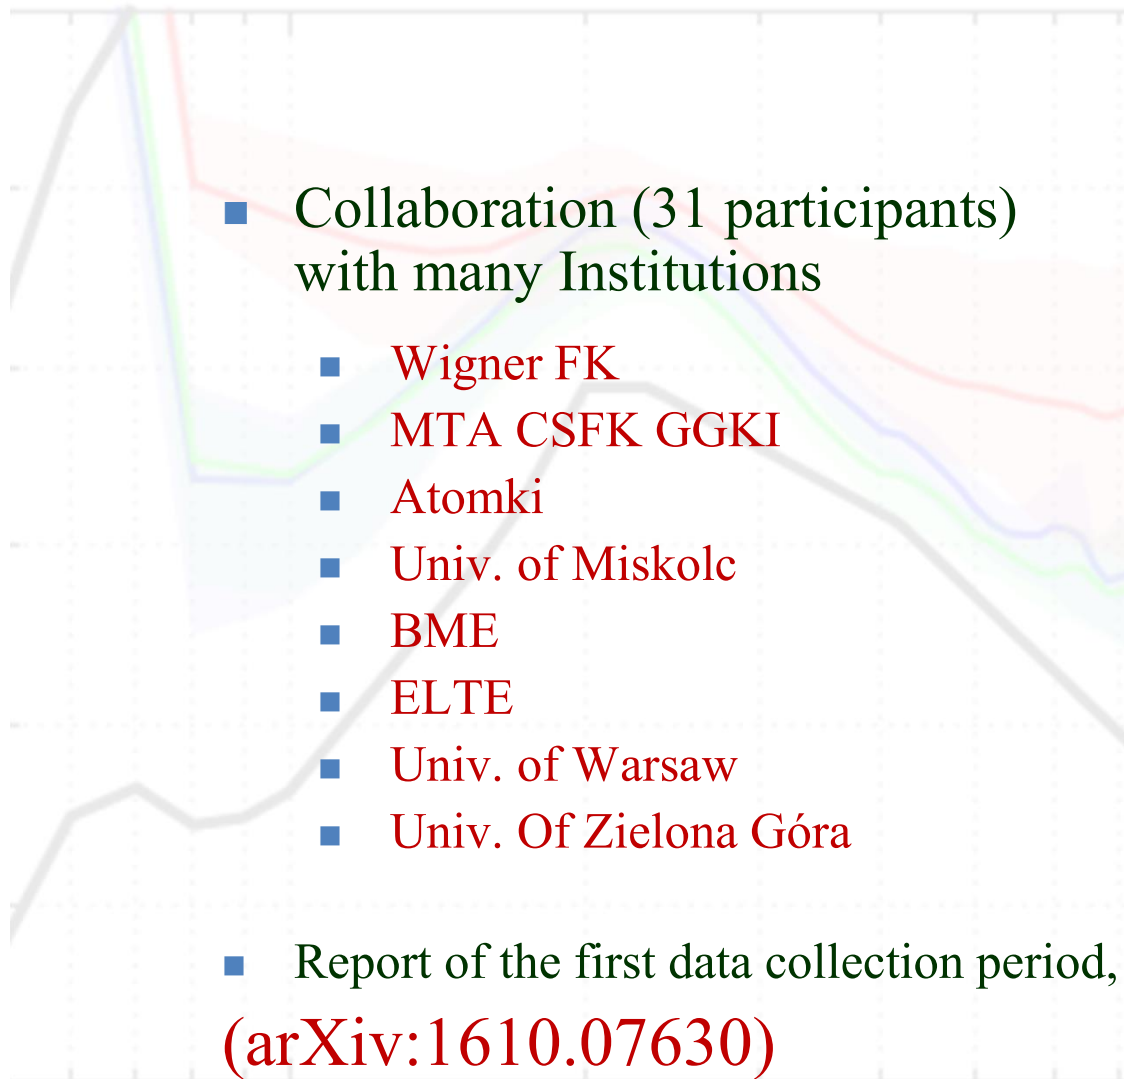 Collaboration (31 participants)
with many Institutions
Wigner FK
MTA CSFK GGKI
Atomki
Univ. of Miskolc
BME
ELTE
Univ. of Warsaw
Univ. Of Zielona Góra
Report of the first data collection period,
(arXiv:1610.07630)